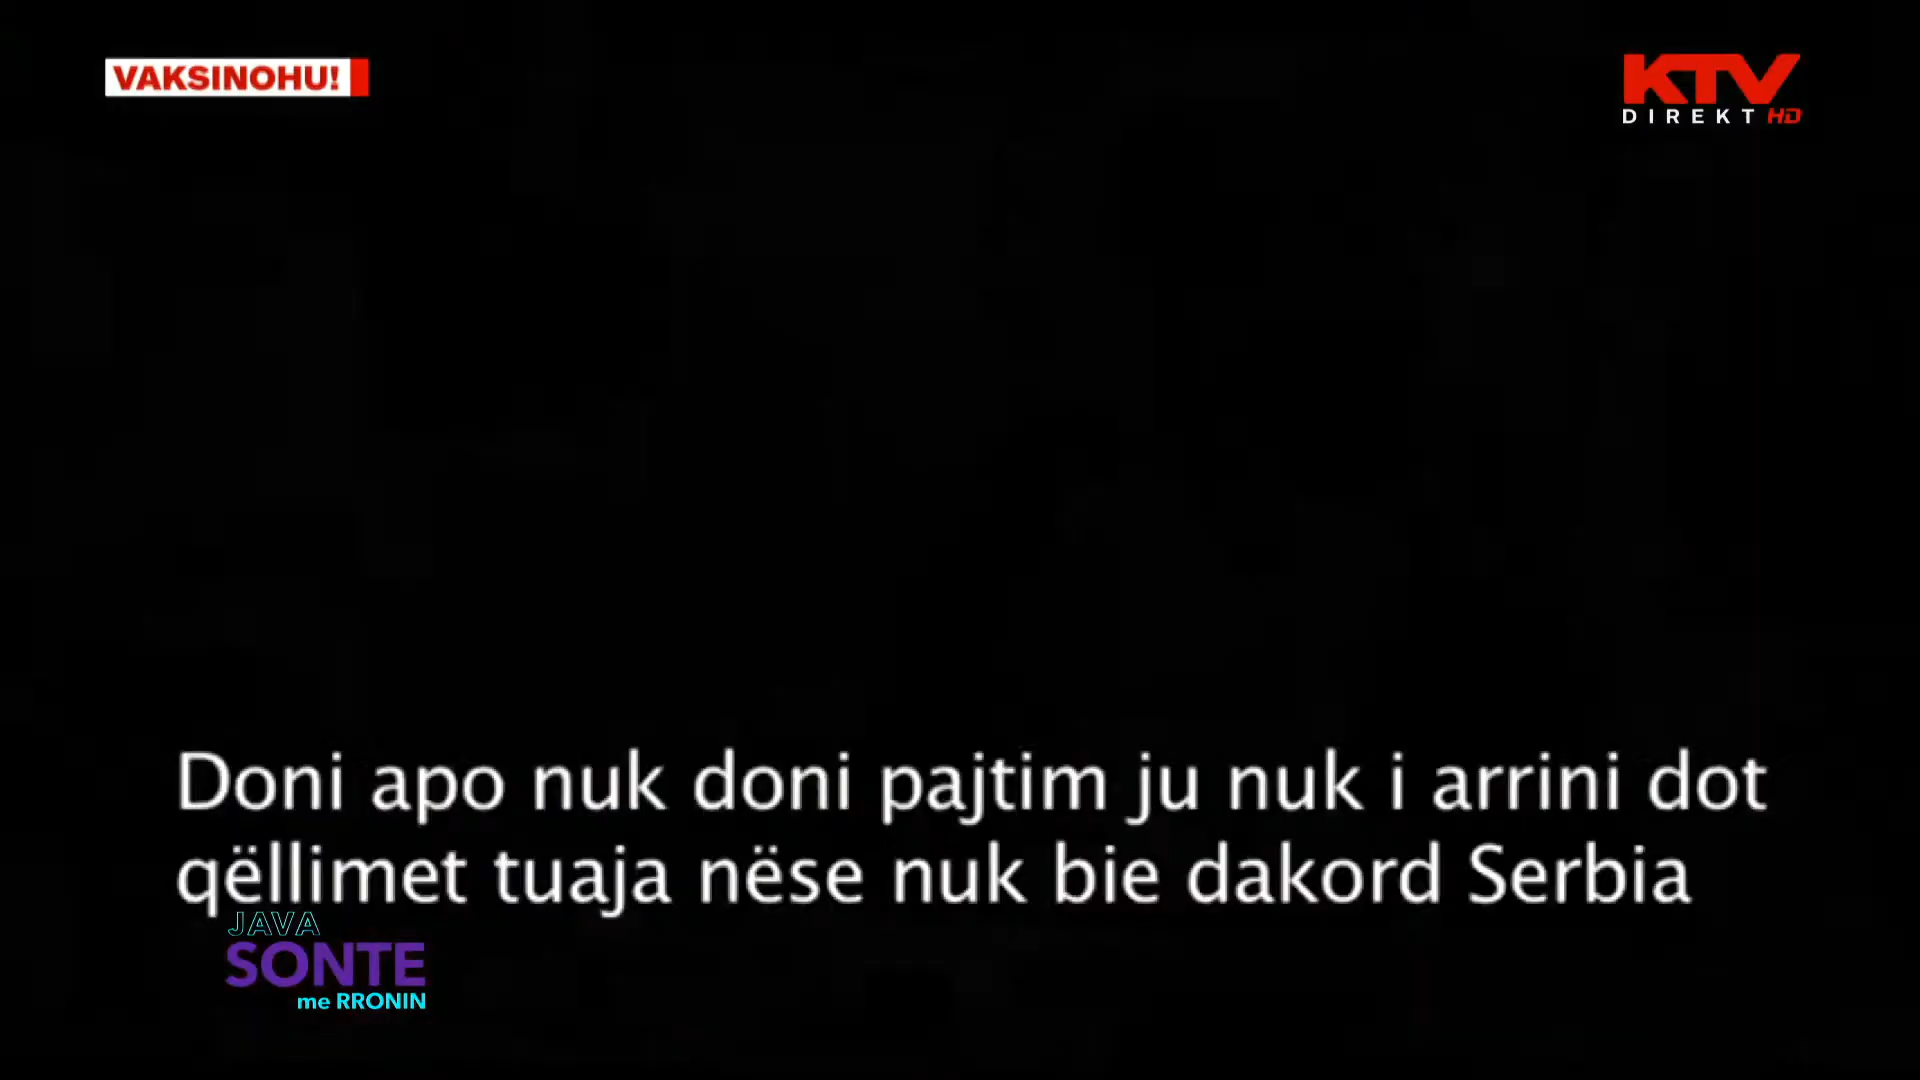 VAKSINOHU!
KTV
DIREKT HD
Doni apo nuk doni pajtim ju nuk i arrini dot
qëllimet tuaja nëse nuk bie dakord Serbia
JAVA
SONTE
me RRONIN